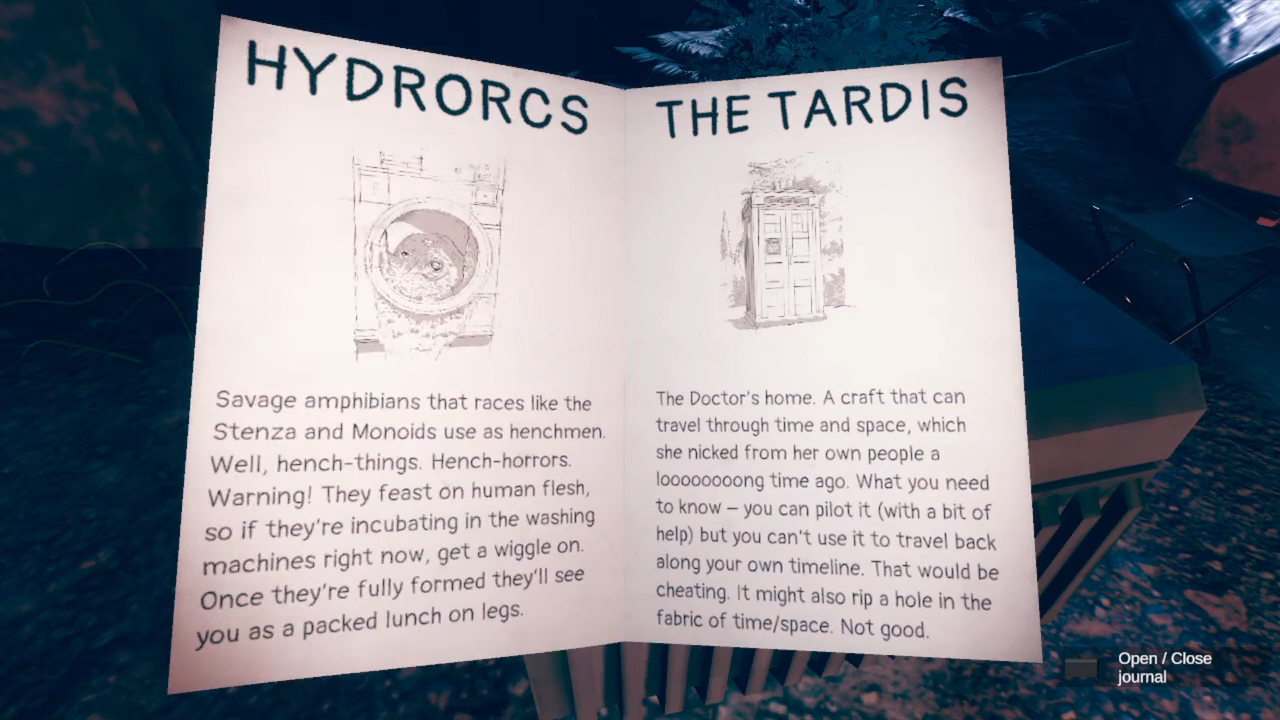 HYDRORCS
Savage amphibians that races like the
Stenza and Monoids use as henchmen.
Well, hench-things. Hench-horrors.
Warning! They feast on human flesh,
so if they're incubating in the washing
machines right now, get a wiggle on.
Once they're fully formed they'll see
you as a packed lunch on legs.
THE TARDIS
The Doctor's home. A craft that can
travel through time and space, which
she nicked from her own people a
loooooooong time ago. What you need
to know – you can pilot it (with a bit of
help) but you can't use it to travel back
along your own timeline. That would be
cheating. It might also rip a hole in the
fabric of time/space. Not good.
Open / Close
journal